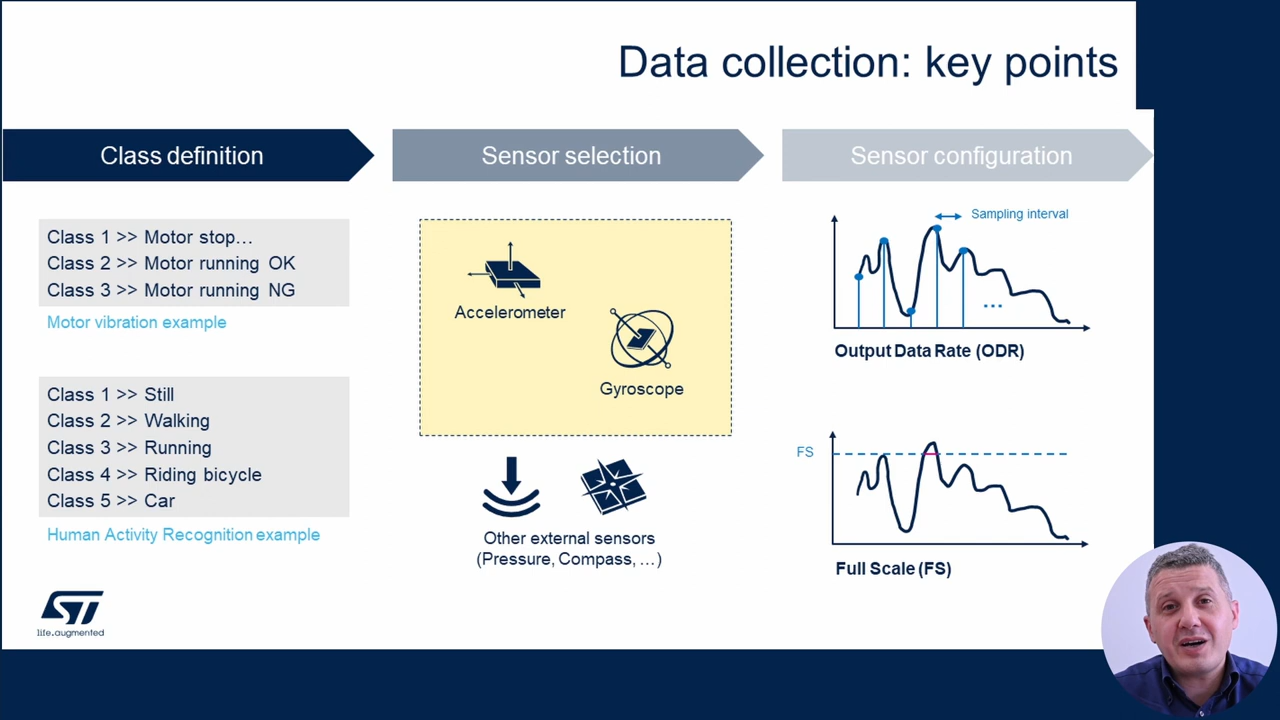 Data collection: key points
Class definition
Sensor selection
Sensor configuration
Class 1 >> Motor stop…
Class 2 >> Motor running OK
Class 3 >> Motor running NG
Motor vibration example
Class 1 >> Still
Class 2 >> Walking
Class 3 >> Running
Class 4 >> Riding bicycle
Class 5 >> Car
Human Activity Recognition example
Accelerometer
Gyroscope
Other external sensors
(Pressure, Compass, …)
Sampling interval
...
Output Data Rate (ODR)
FS
Full Scale (FS)
ST
life.augmented